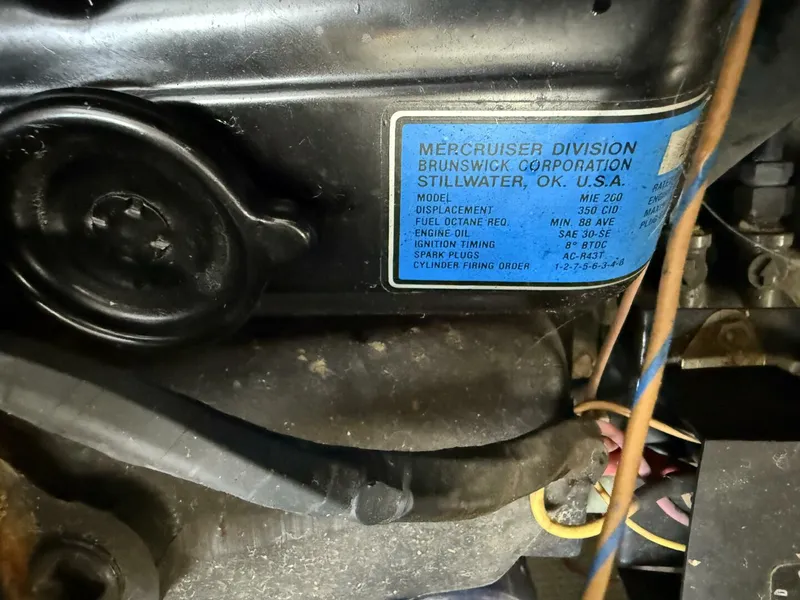 MERCRUISER DIVISION
BRUNSWICK CORPORATION
STILLWATER, OK. U.S.A.
MODEL MIE 260
DISPLACEMENT 350 CID
FUEL OCTANE REQ. MIN. 88 AVE
ENGINE OIL SAE 30-SE
IGNITION TIMING 8° BTDC
SPARK PLUGS AC-R43T
CYLINDER FIRING ORDER 1-2-7-5-6-3-4-8